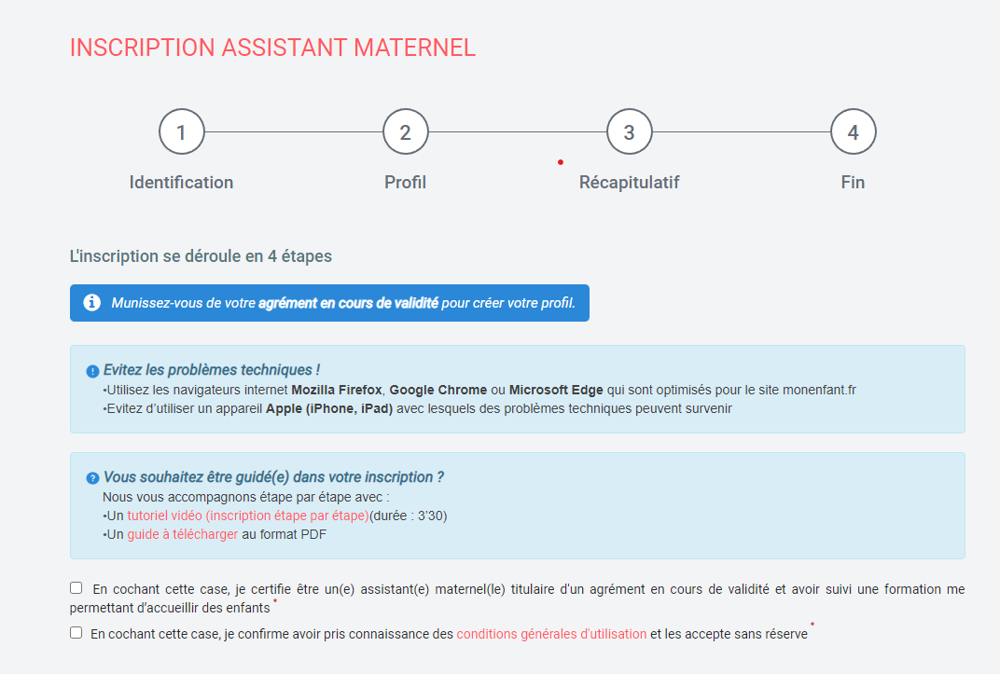 INSCRIPTION ASSISTANT MATERNEL
1 2 3 4
Identification Profil Récapitulatif Fin
L'inscription se déroule en 4 étapes
Munissez-vous de votre agrément en cours de validité pour créer votre profil.
Evitez les problèmes techniques !
•Utilisez les navigateurs internet Mozilla Firefox, Google Chrome ou Microsoft Edge qui sont optimisés pour le site monenfant.fr
•Evitez d'utiliser un appareil Apple (iPhone, iPad) avec lesquels des problèmes techniques peuvent survenir
Vous souhaitez être guidé(e) dans votre inscription ?
Nous vous accompagnons étape par étape avec :
•Un tutoriel vidéo (inscription étape par étape)(durée : 3'30)
•Un guide à télécharger au format PDF
En cochant cette case, je certifie être un(e) assistant(e) maternel(le) titulaire d'un agrément en cours de validité et avoir suivi une formation me
permettant d'accueillir des enfants *
En cochant cette case, je confirme avoir pris connaissance des conditions générales d'utilisation et les accepte sans réserve *